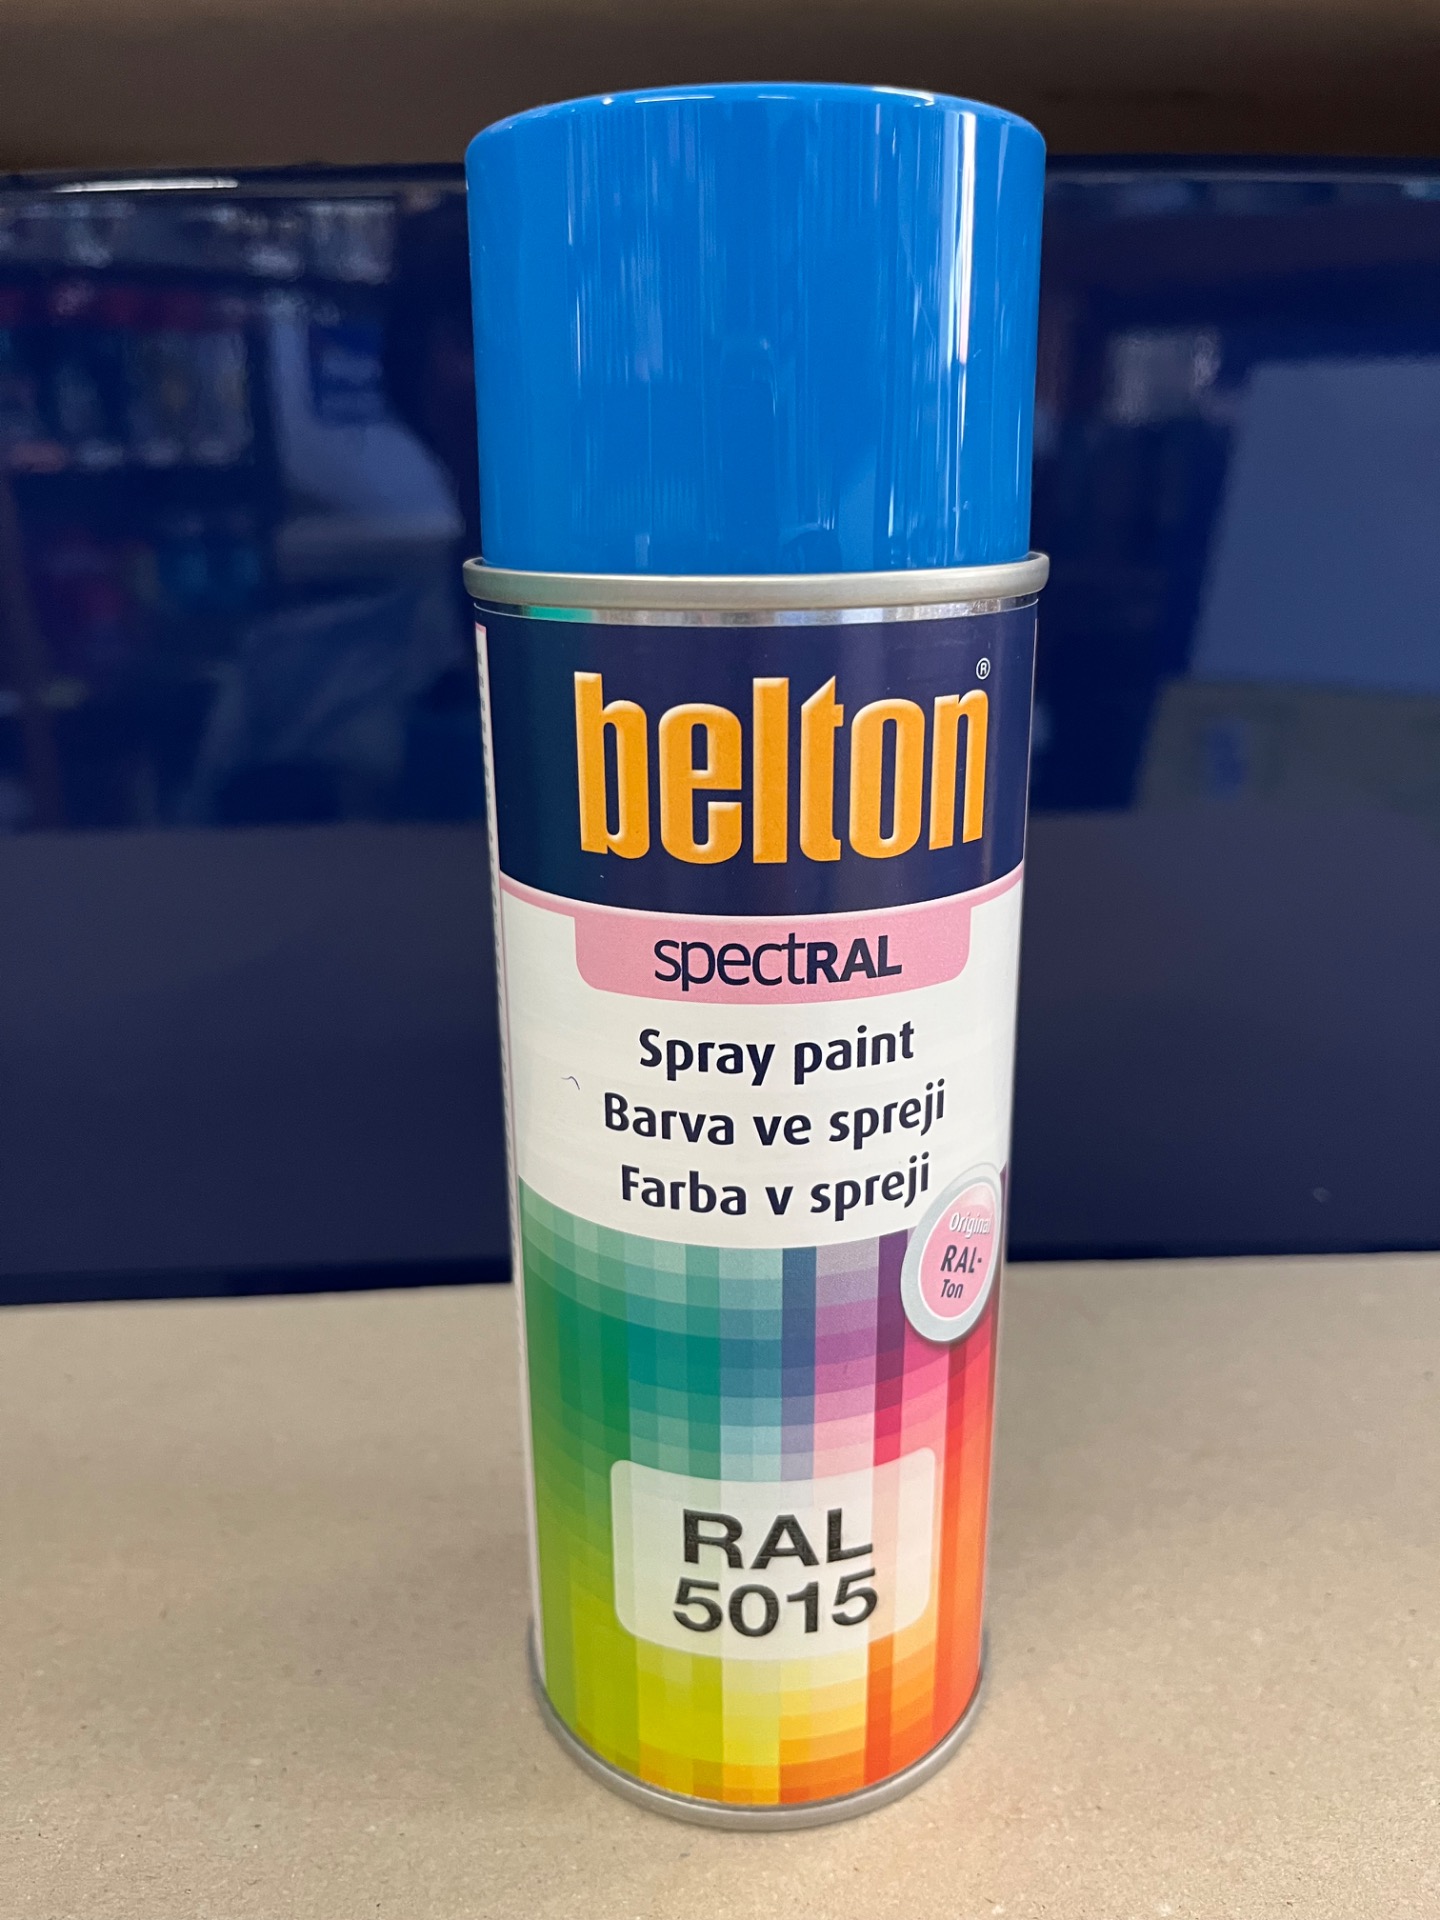 belton®
spectRAL
Spray paint
Barva ve spreji
Farba v spreji
Original
RAL-
Ton
RAL
5015